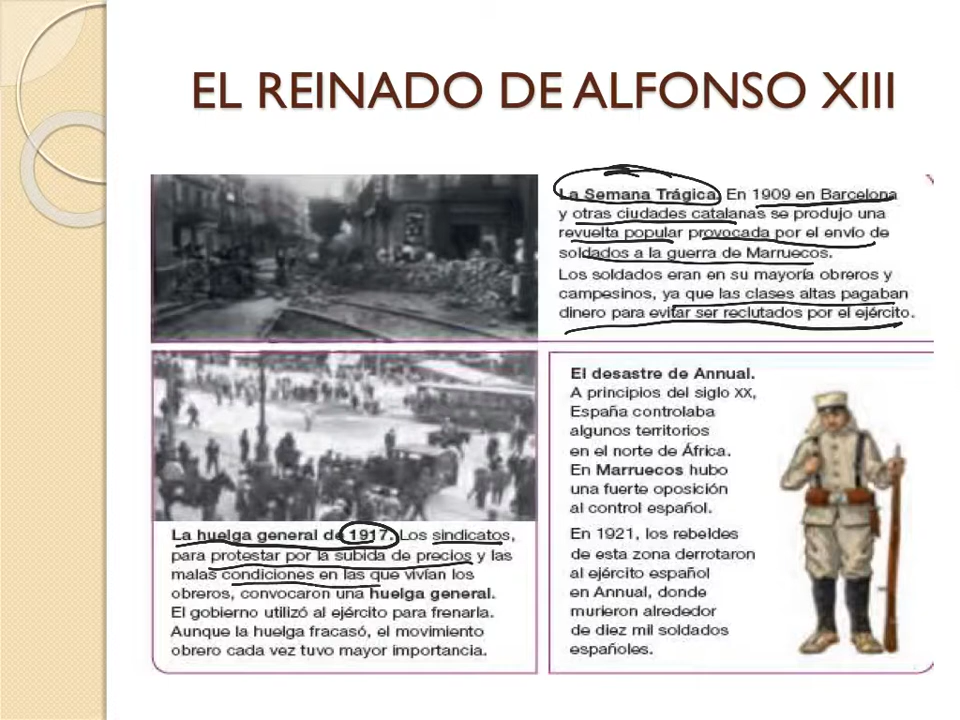 EL REINADO DE ALFONSO XIII
La Semana Trágica. En 1909 en Barcelona
y otras ciudades catalanas se produjo una
revuelta popular provocada por el envío de
soldados a la guerra de Marruecos.
Los soldados eran en su mayoría obreros y
campesinos, ya que las clases altas pagaban
dinero para evitar ser reclutados por el ejército.
La huelga general de 1917. Los sindicatos,
para protestar por la subida de precios y las
malas condiciones en las que vivían los
obreros, convocaron una huelga general.
El gobierno utilizó al ejército para frenarla.
Aunque la huelga fracasó, el movimiento
obrero cada vez tuvo mayor importancia.
El desastre de Annual.
A principios del siglo XX,
España controlaba
algunos territorios
en el norte de África.
En Marruecos hubo
una fuerte oposición
al control español.
En 1921, los rebeldes
de esta zona derrotaron
al ejército español
en Annual, donde
murieron alrededor
de diez mil soldados
españoles.